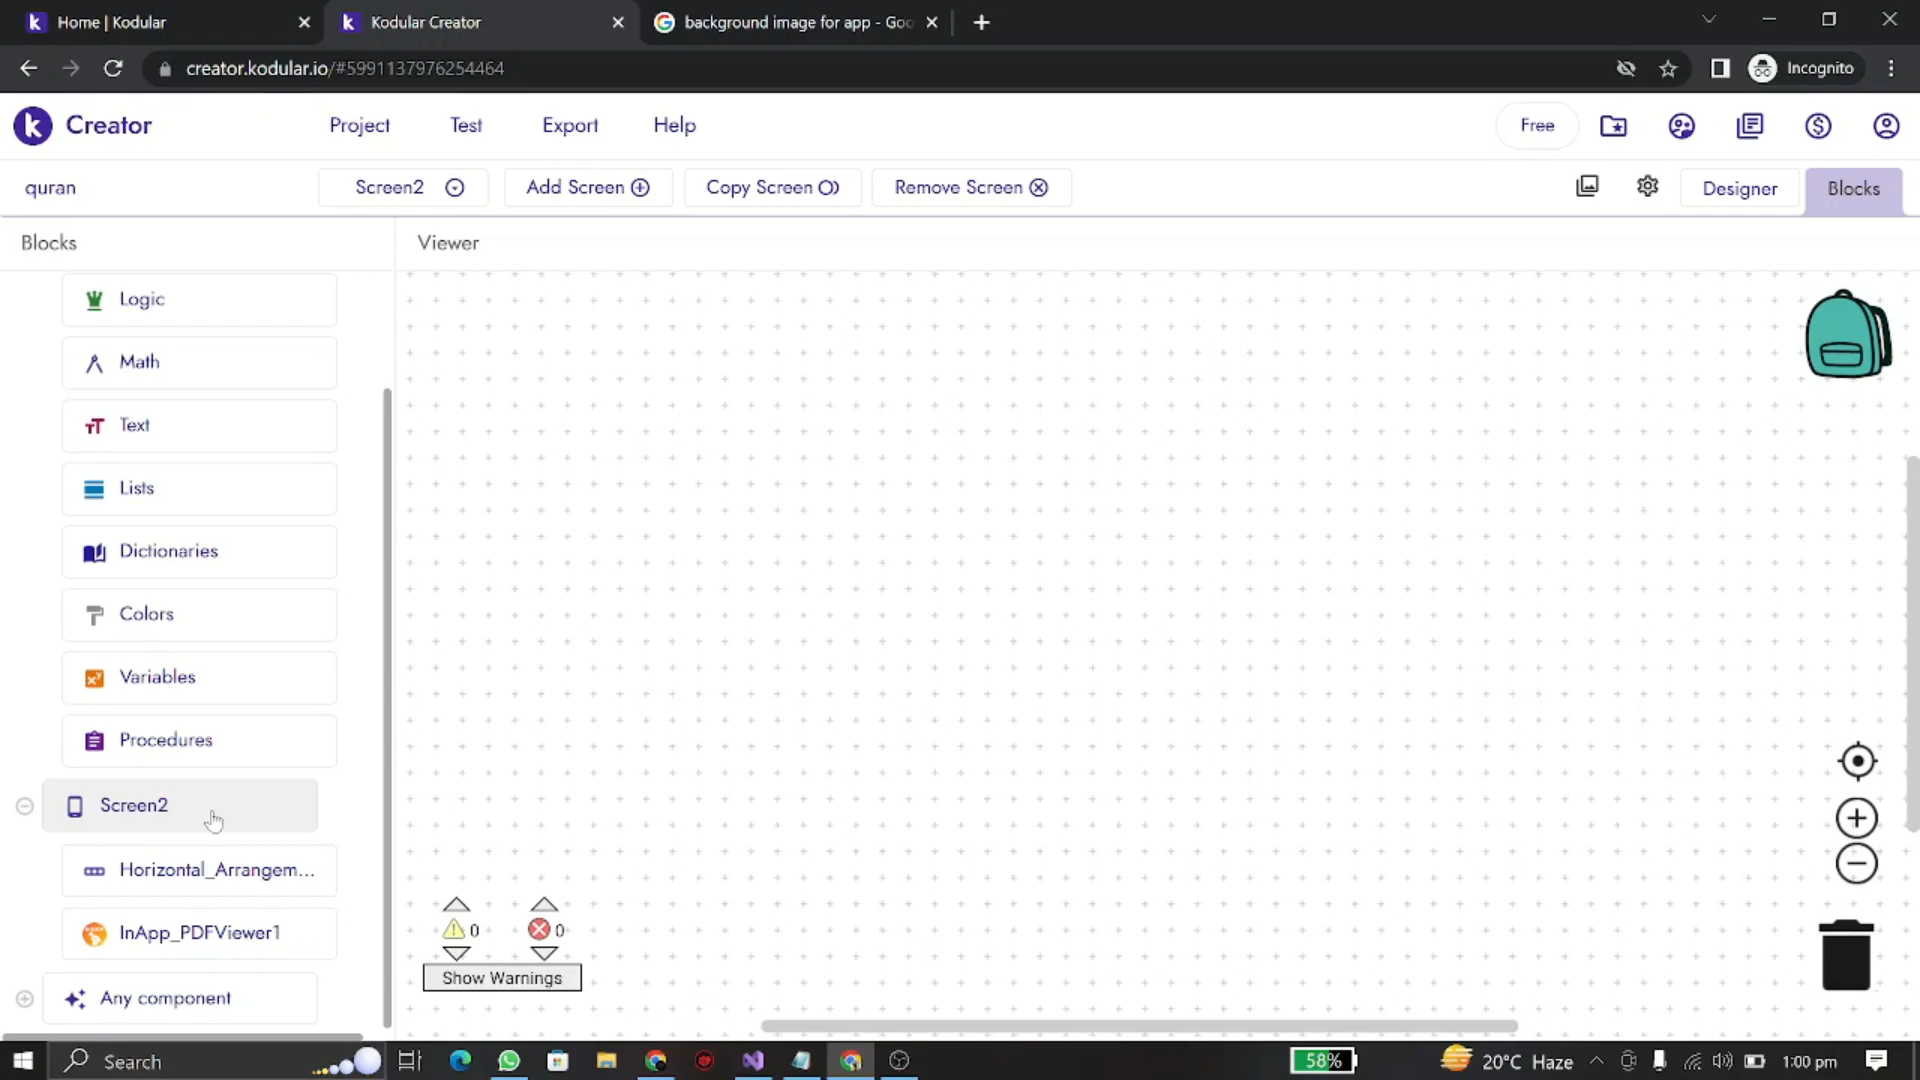 Home | Kodular
Kodular Creator
background image for app - Goo
creator.kodular.io/#5991137976254464
Incognito
Creator
Project
Test
Export
Help
Free
quran
Screen2
Add Screen
Copy Screen
Remove Screen
Designer
Blocks
Blocks
Viewer
Logic
Math
Text
Lists
Dictionaries
Colors
Variables
Procedures
Screen2
Horizontal_Arrangem...
InApp_PDFViewer1
Any component
0
0
Show Warnings
Search
58%
20°C Haze
1:00 pm